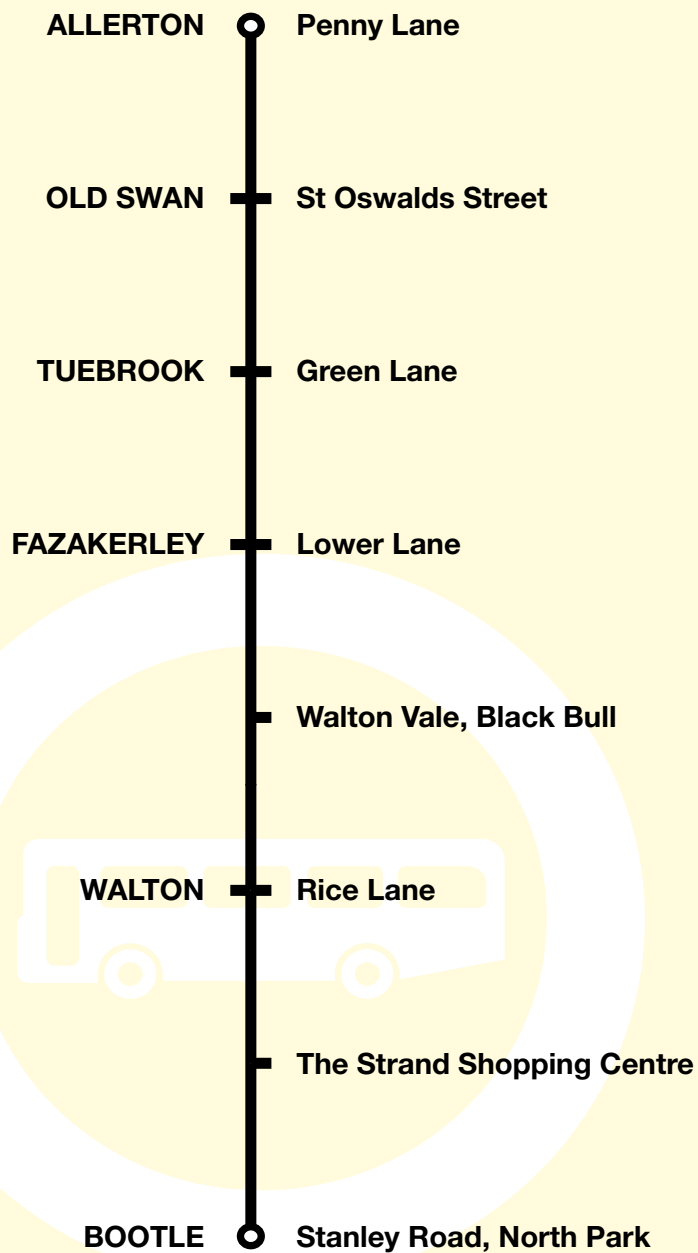 ALLERTON Penny Lane
OLD SWAN St Oswalds Street
TUEBROOK Green Lane
FAZAKERLEY Lower Lane
Walton Vale, Black Bull
WALTON Rice Lane
The Strand Shopping Centre
BOOTLE Stanley Road, North Park